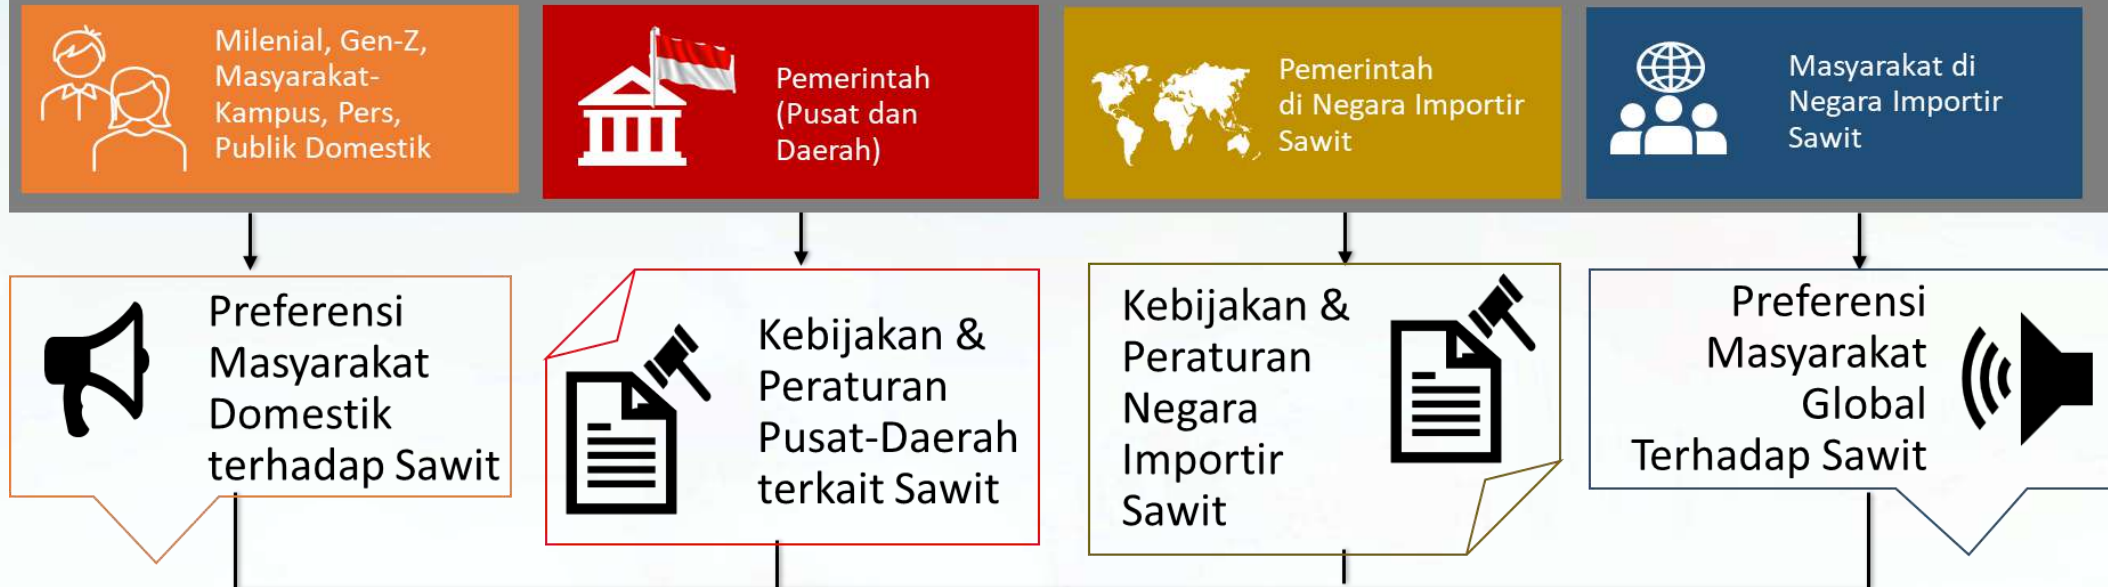 Milenial, Gen-Z,
Masyarakat-
Kampus, Pers,
Publik Domestik
Pemerintah
(Pusat dan
Daerah)
Pemerintah
di Negara Importir
Sawit
Masyarakat di
Negara Importir
Sawit
Preferensi
Masyarakat
Domestik
terhadap Sawit
Kebijakan &
Peraturan
Pusat-Daerah
terkait Sawit
Kebijakan &
Peraturan
Negara
Importir
Sawit
Preferensi
Masyarakat
Global
Terhadap Sawit